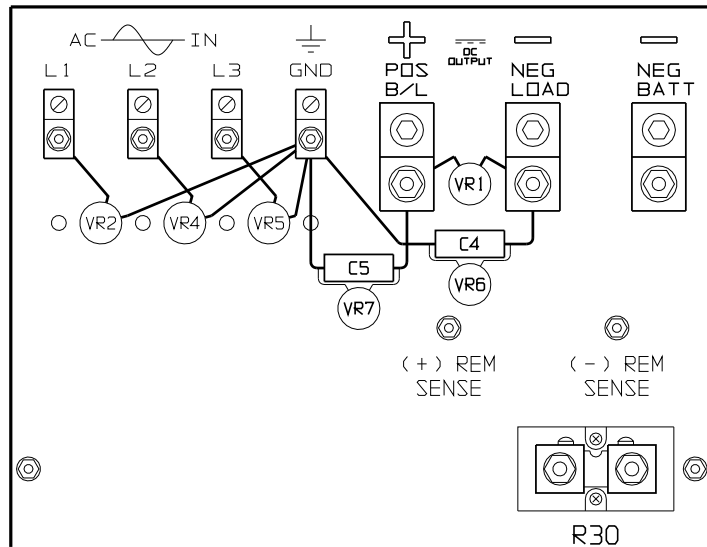 AC IN
L1 L2 L3 GND
+ POS B/L
DC OUTPUT
− NEG LOAD
− NEG BATT
VR1
VR2 VR4 VR5
C4
VR6
C5
VR7
(+) REM SENSE
(-) REM SENSE
R30